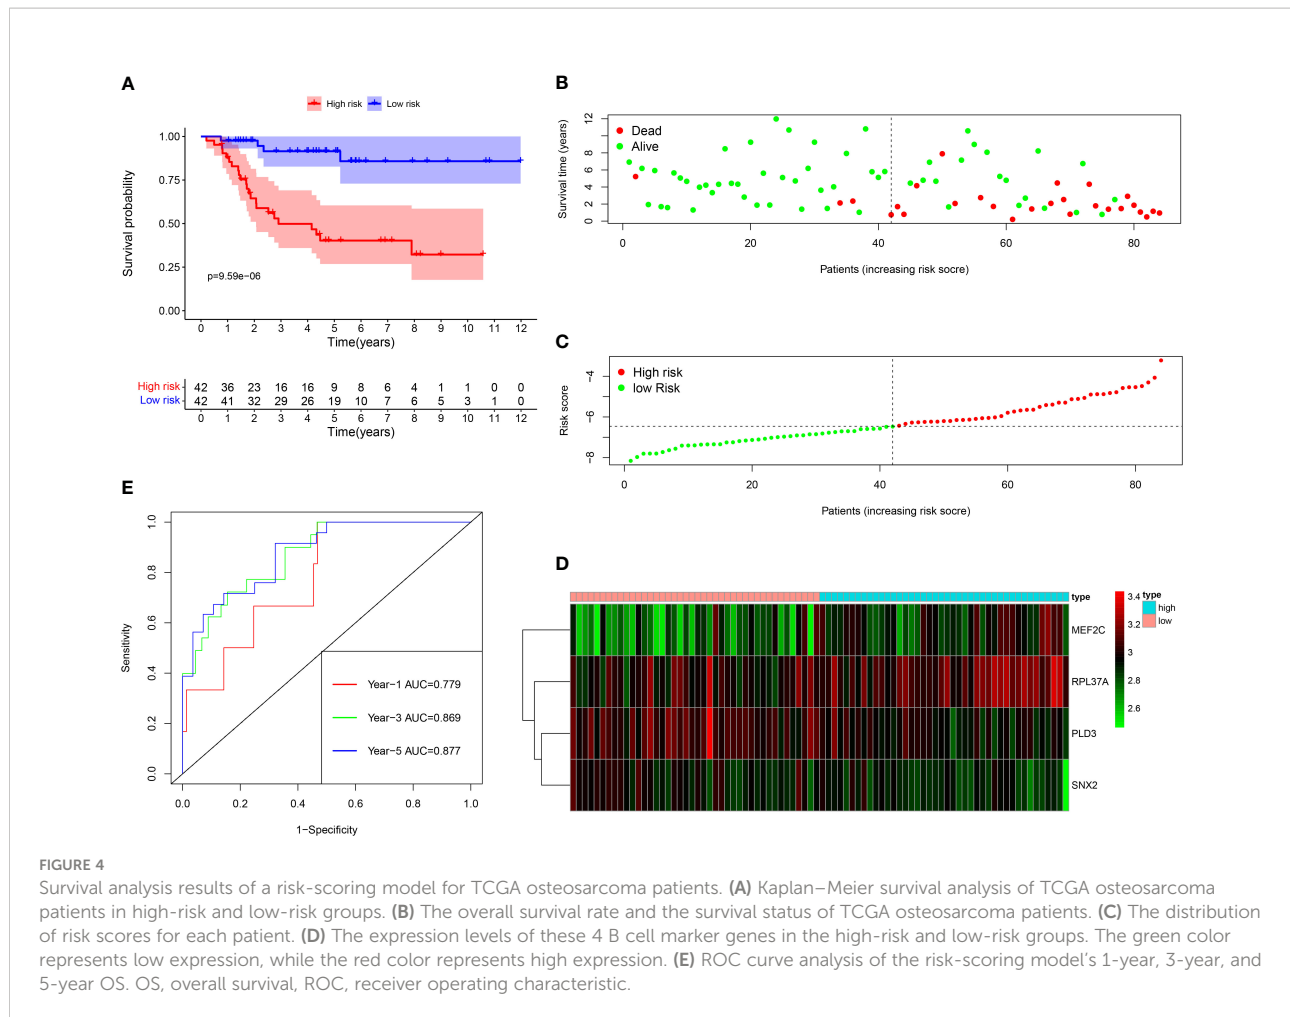 A
High risk Low risk
1.00
0.75
0.50
0.25
0.00
Survival probability
p=9.59e-06
0 1 2 3 4 5 6 7 8 9 10 11 12
Time(years)
High risk 42 36 23 16 16 9 8 6 4 1 1 0 0
Low risk 42 41 32 29 26 19 10 7 6 5 3 1 0
0 1 2 3 4 5 6 7 8 9 10 11 12
Time(years)
B
Dead
Alive
Survival time (years)
12
8
6
4
2
0
0 20 40 60 80
Patients (increasing risk socre)
C
High risk
low Risk
Risk score
-4
-6
-8
0 20 40 60 80
Patients (increasing risk socre)
D
type
MEF2C
RPL37A
PLD3
SNX2
3.4
3.2
3
2.8
2.6
type
high
low
E
Sensitivity
1.0
0.8
0.6
0.4
0.2
0.0
Year-1 AUC=0.779
Year-3 AUC=0.869
Year-5 AUC=0.877
0.0 0.2 0.4 0.6 0.8 1.0
1-Specificity
FIGURE 4
Survival analysis results of a risk-scoring model for TCGA osteosarcoma patients. (A) Kaplan–Meier survival analysis of TCGA osteosarcoma
patients in high-risk and low-risk groups. (B) The overall survival rate and the survival status of TCGA osteosarcoma patients. (C) The distribution
of risk scores for each patient. (D) The expression levels of these 4 B cell marker genes in the high-risk and low-risk groups. The green color
represents low expression, while the red color represents high expression. (E) ROC curve analysis of the risk-scoring model's 1-year, 3-year, and
5-year OS. OS, overall survival, ROC, receiver operating characteristic.